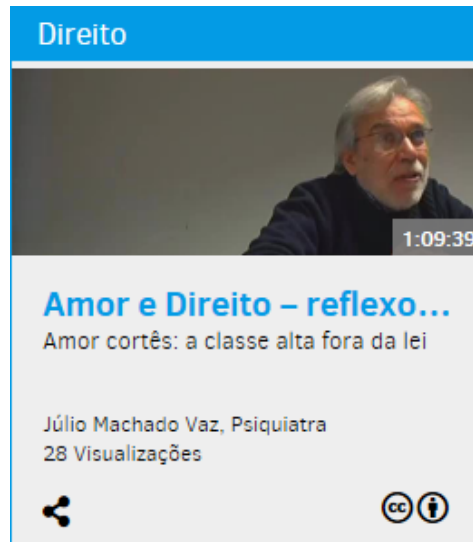 Direito
1:09:39
Amor e Direito – reflexo...
Amor cortês: a classe alta fora da lei
Júlio Machado Vaz, Psiquiatra
28 Visualizações
cc